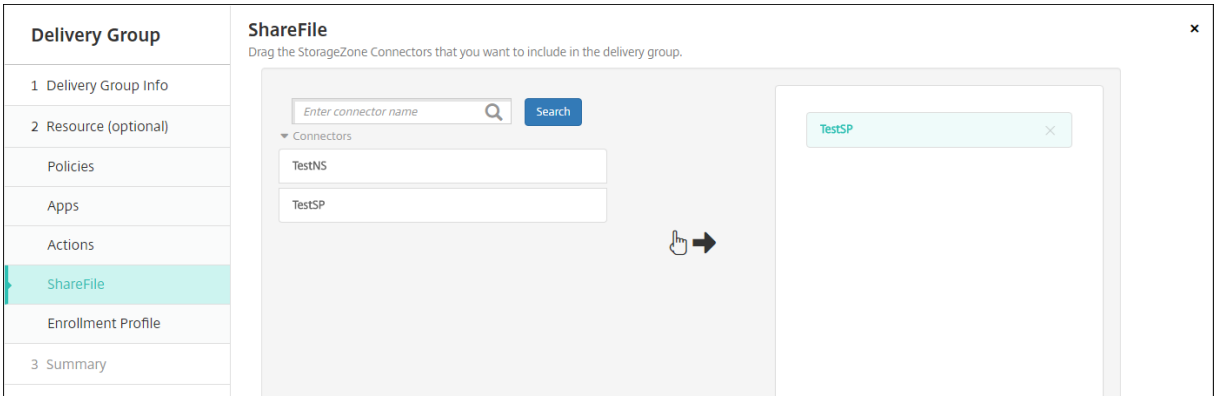 Delivery Group
1 Delivery Group Info
2 Resource (optional)
Policies
Apps
Actions
ShareFile
Enrollment Profile
3 Summary
ShareFile
Drag the StorageZone Connectors that you want to include in the delivery group.
Enter connector name
Search
Connectors
TestNS
TestSP
TestSP